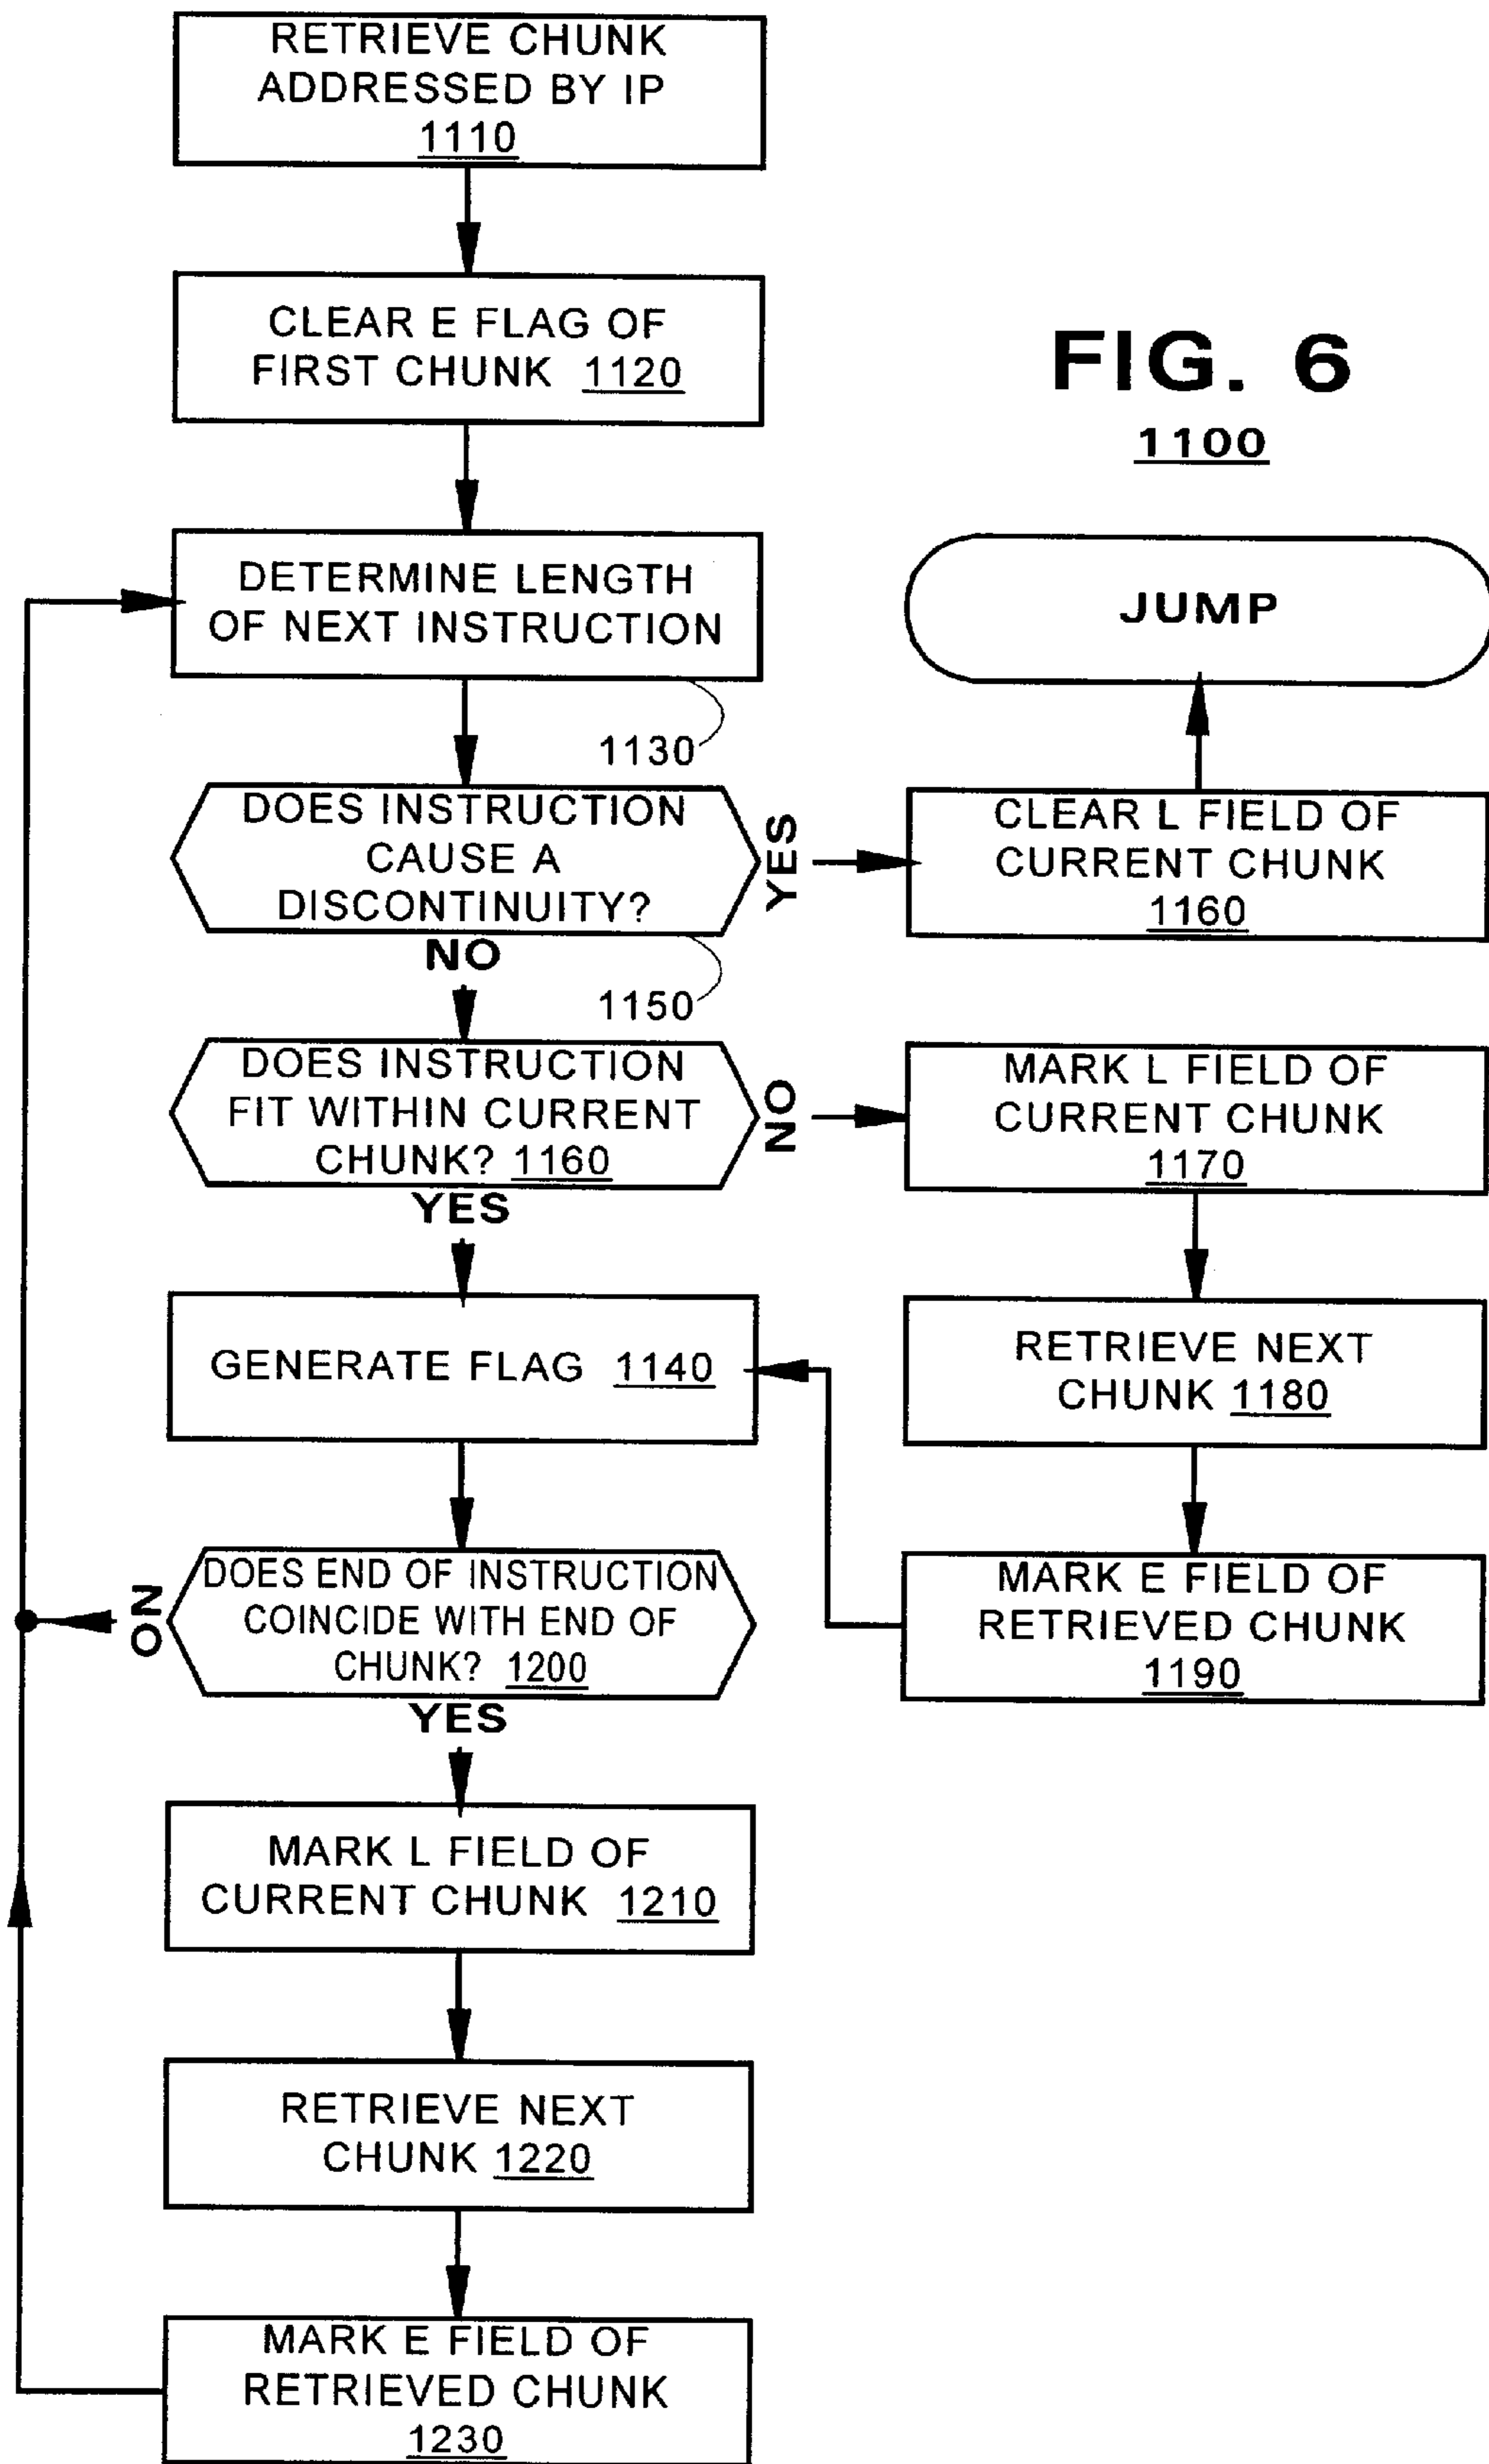 RETRIEVE CHUNK
ADDRESSED BY IP
1110
CLEAR E FLAG OF
FIRST CHUNK 1120
FIG. 6
1100
DETERMINE LENGTH
OF NEXT INSTRUCTION
1130
JUMP
DOES INSTRUCTION
CAUSE A
DISCONTINUITY?
YES
NO
1150
CLEAR L FIELD OF
CURRENT CHUNK
1160
DOES INSTRUCTION
FIT WITHIN CURRENT
CHUNK? 1160
NO
YES
MARK L FIELD OF
CURRENT CHUNK
1170
GENERATE FLAG 1140
RETRIEVE NEXT
CHUNK 1180
DOES END OF INSTRUCTION
COINCIDE WITH END OF
CHUNK? 1200
NO
YES
MARK E FIELD OF
RETRIEVED CHUNK
1190
MARK L FIELD OF
CURRENT CHUNK 1210
RETRIEVE NEXT
CHUNK 1220
MARK E FIELD OF
RETRIEVED CHUNK
1230